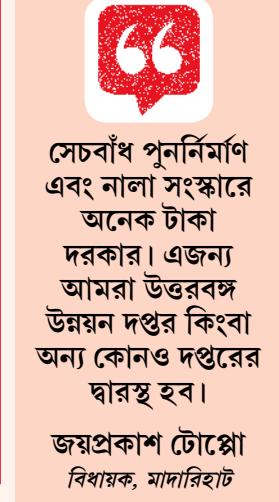 সেচবাঁধ পুনর্নির্মাণ
এবং নালা সংস্কারে
অনেক টাকা
দরকার। এজন্য
আমরা উত্তরবঙ্গ
উন্নয়ন দপ্তর কিংবা
অন্য কোনও দপ্তরের
দ্বারস্থ হব।
জয়প্রকাশ টোপ্পো
বিধায়ক, মাদারিহাট